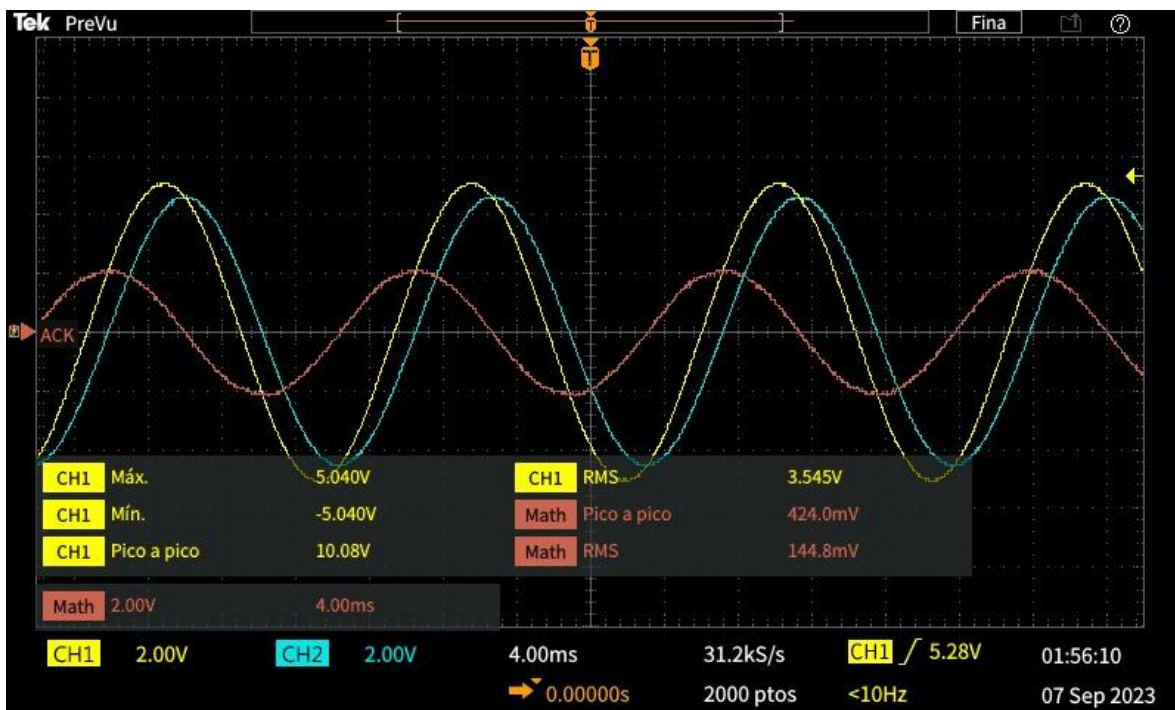 Tek PreVu T Fina ?
T
ACK
CH1 Máx. 5.040V CH1 RMS 3.545V
CH1 Mín. -5.040V Math Pico a pico 424.0mV
CH1 Pico a pico 10.08V Math RMS 144.8mV
Math 2.00V 4.00ms
CH1 2.00V CH2 2.00V 4.00ms 31.2kS/s CH1 5.28V 01:56:10
0.00000s 2000 ptos <10Hz 07 Sep 2023